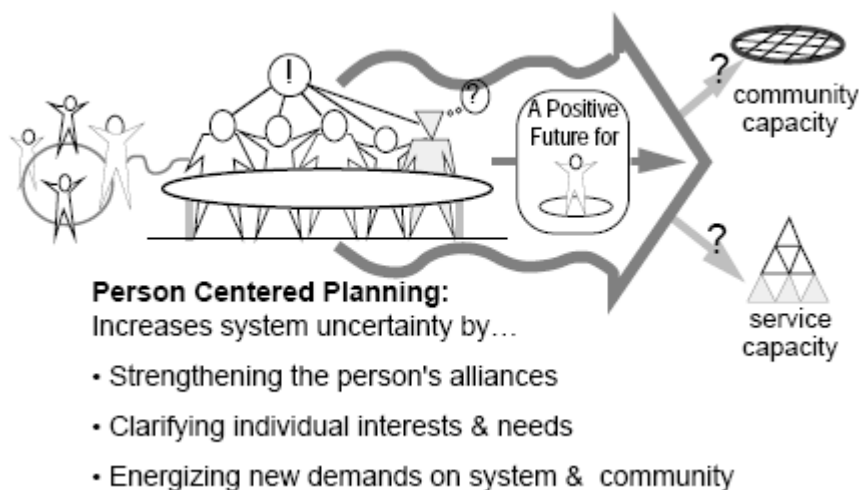 !
?
A Positive
Future for
?
community
capacity
?
service
capacity
Person Centered Planning:
Increases system uncertainty by…
• Strengthening the person's alliances
• Clarifying individual interests & needs
• Energizing new demands on system & community